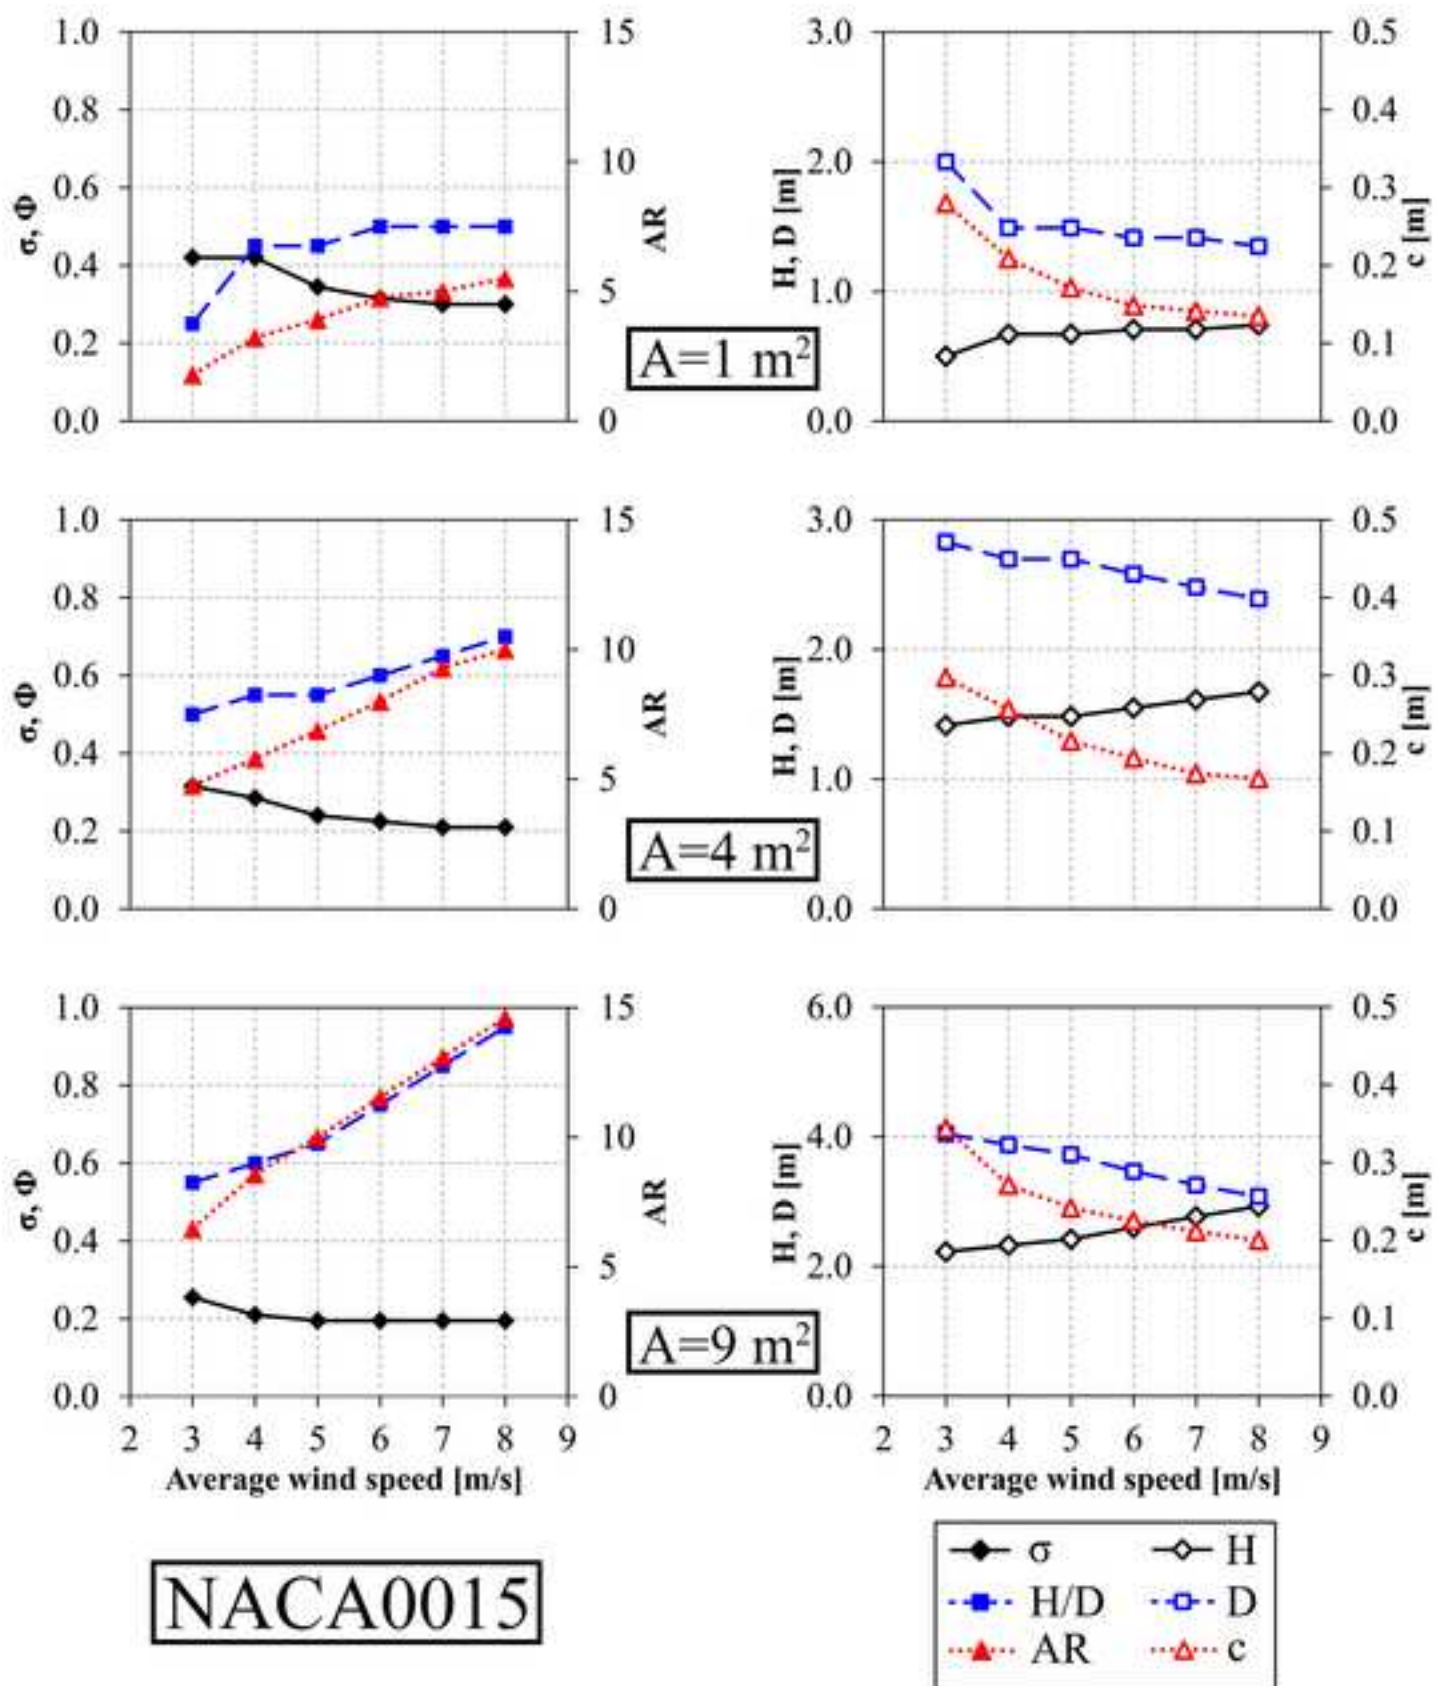 1.0 15 3.0 0.5
0.8 0.4
0.6 10 2.0 0.3
0.4 5 1.0 0.2
0.2 0.1
0.0 0 0.0 0.0
σ, Φ AR H, D [m] c [m]
A=1 m²
1.0 15 3.0 0.5
0.8 0.4
0.6 10 2.0 0.3
0.4 5 1.0 0.2
0.2 0.1
0.0 0 0.0 0.0
σ, Φ AR H, D [m] c [m]
A=4 m²
1.0 15 6.0 0.5
0.8 0.4
0.6 10 4.0 0.3
0.4 5 2.0 0.2
0.2 0.1
0.0 0 0.0 0.0
σ, Φ AR H, D [m] c [m]
A=9 m²
2 3 4 5 6 7 8 9 2 3 4 5 6 7 8 9
Average wind speed [m/s] Average wind speed [m/s]
NACA0015
σ H
H/D D
AR c